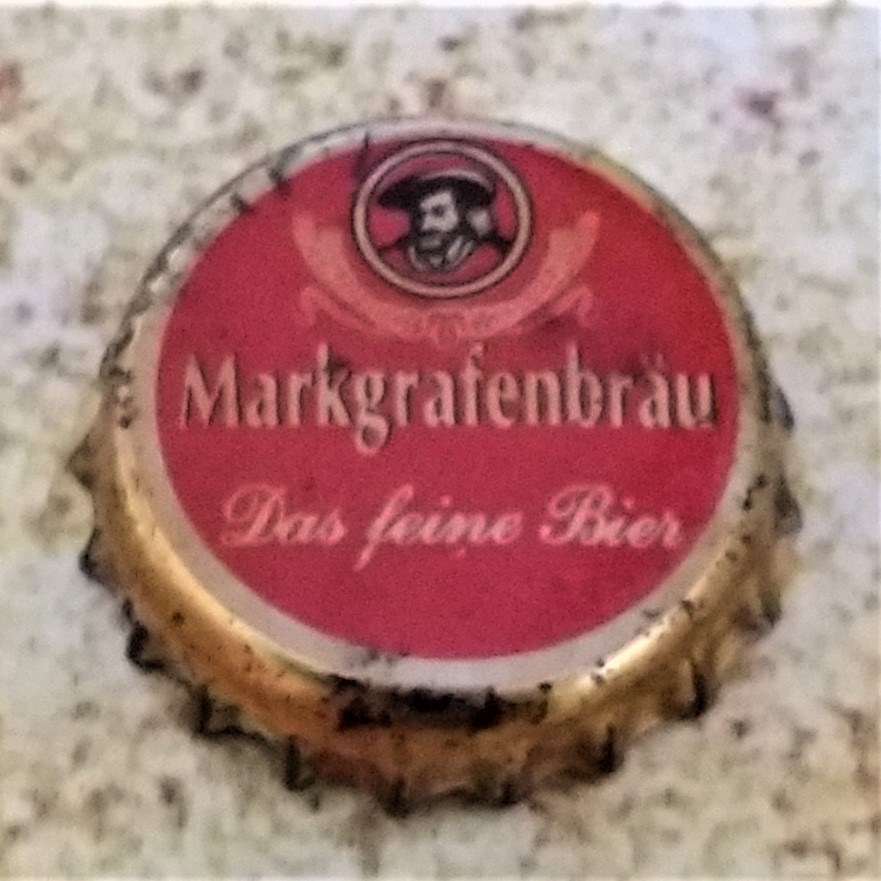 Markgrafenbräu
Das feine Bier